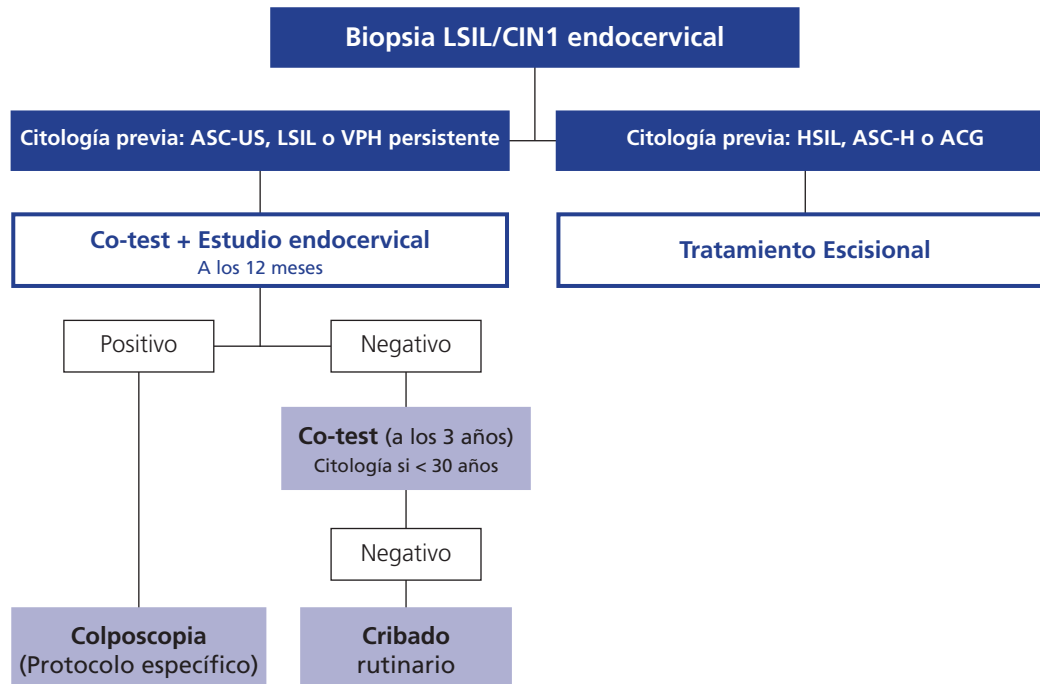 Biopsia LSIL/CIN1 endocervical
Citología previa: ASC-US, LSIL o VPH persistente
Citología previa: HSIL, ASC-H o ACG
Co-test + Estudio endocervical
A los 12 meses
Tratamiento Escisional
Positivo
Negativo
Co-test (a los 3 años)
Citología si < 30 años
Negativo
Colposcopia
(Protocolo específico)
Cribado
rutinario